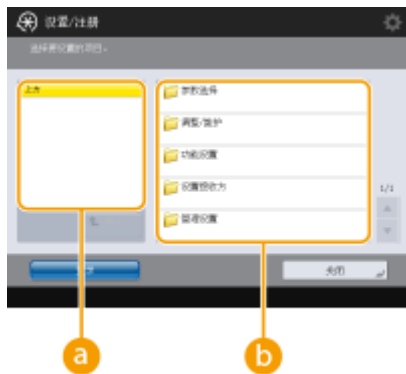 设置/注册
选择要设置的项目。
上方
参数选择
调整/维护
功能设置
设置接收方
管理设置
1/1
关闭
a
b